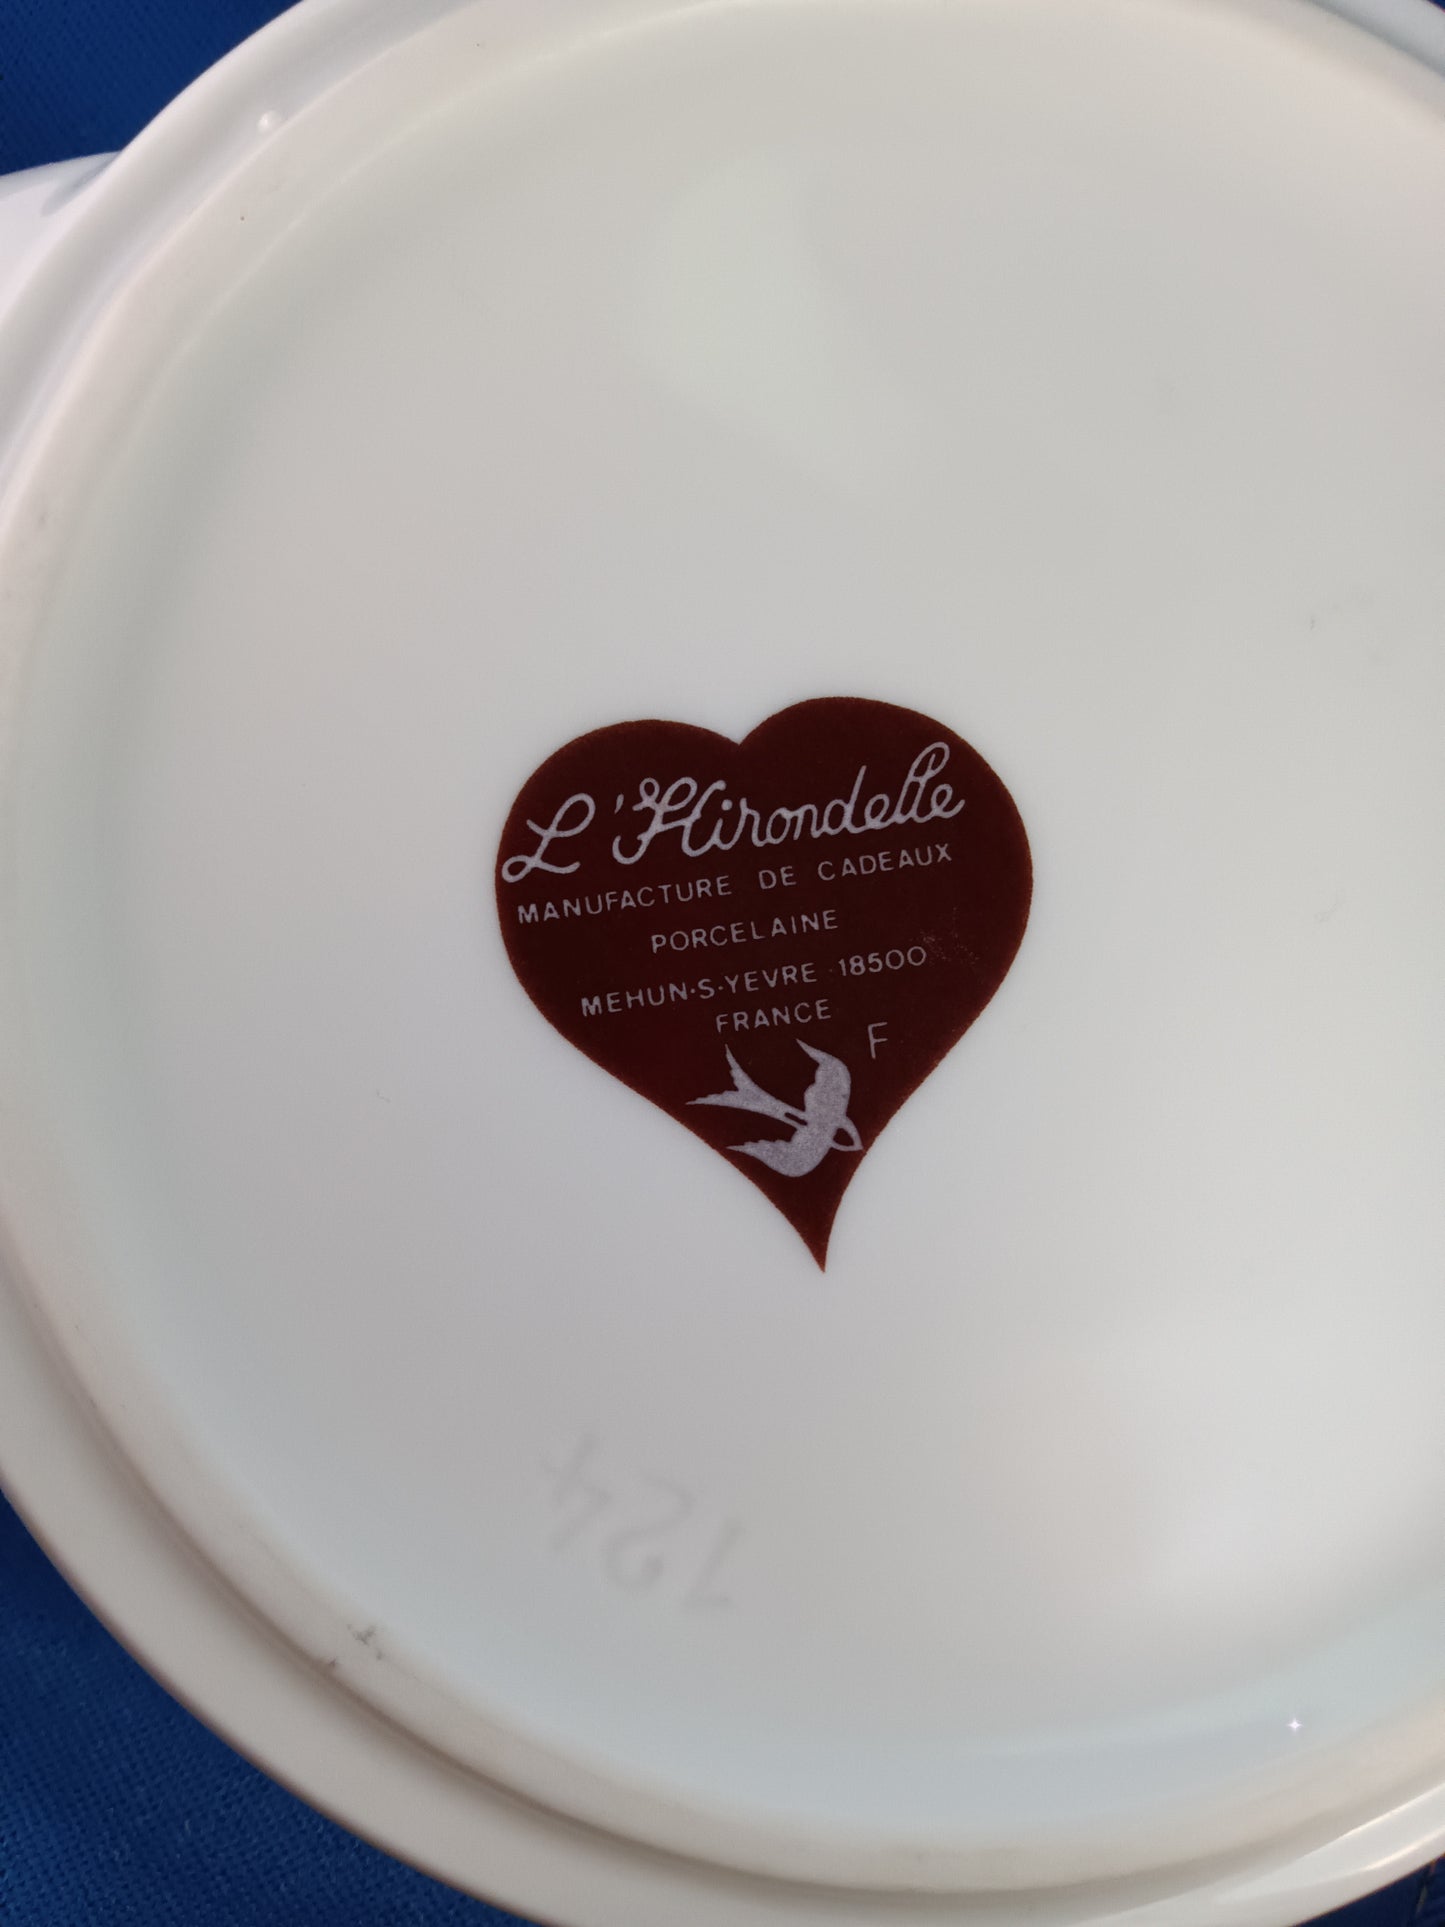 L'Hirondelle
MANUFACTURE DE CADEAUX
PORCELAINE
MEHUN·S·YEVRE 18500
FRANCE
F
124